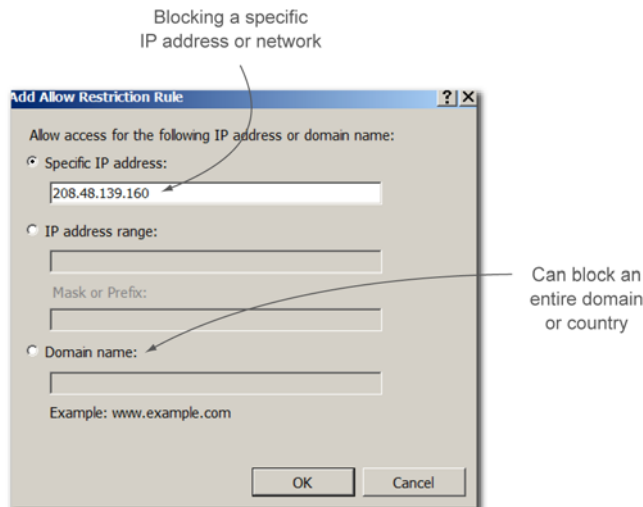 Blocking a specific
IP address or network
Add Allow Restriction Rule
Allow access for the following IP address or domain name:
Specific IP address:
208.48.139.160
IP address range:
Mask or Prefix:
Can block an
entire domain
or country
Domain name:
Example: www.example.com
OK
Cancel